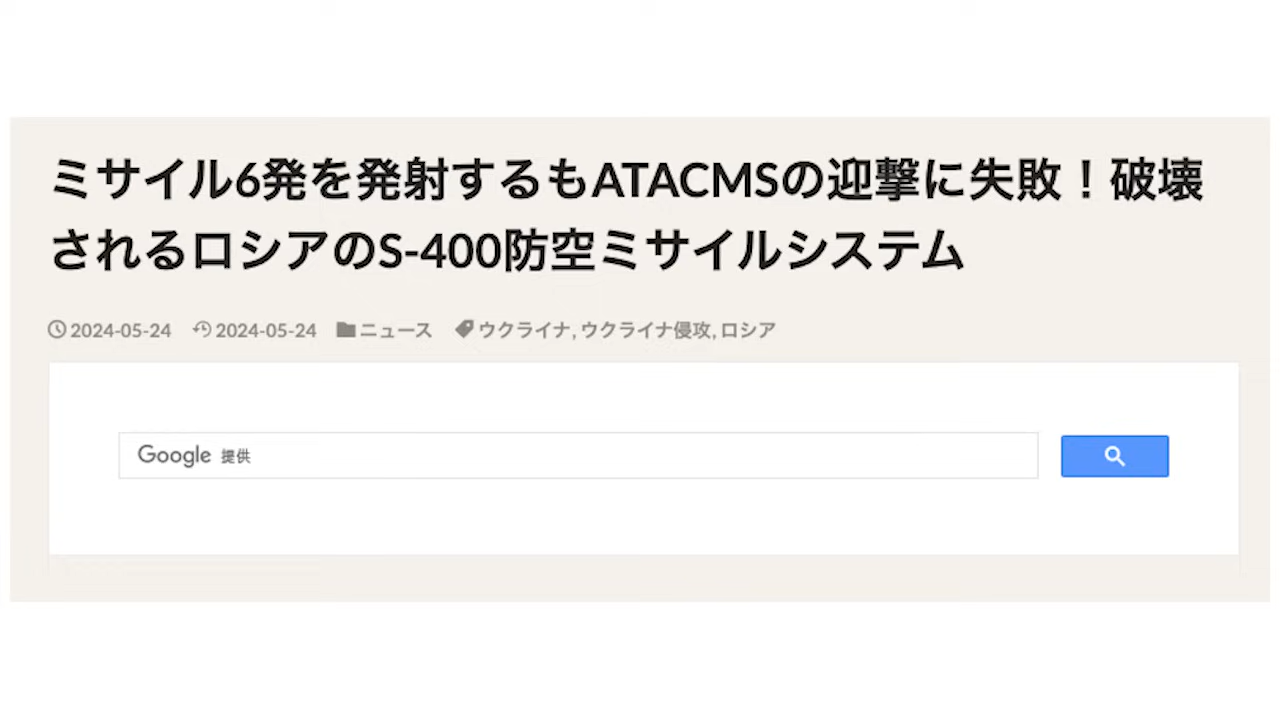 ミサイル6発を発射するもATACMSの迎撃に失敗！破壊
されるロシアのS-400防空ミサイルシステム
2024-05-24 2024-05-24 ニュース ウクライナ, ウクライナ侵攻, ロシア
Google 提供